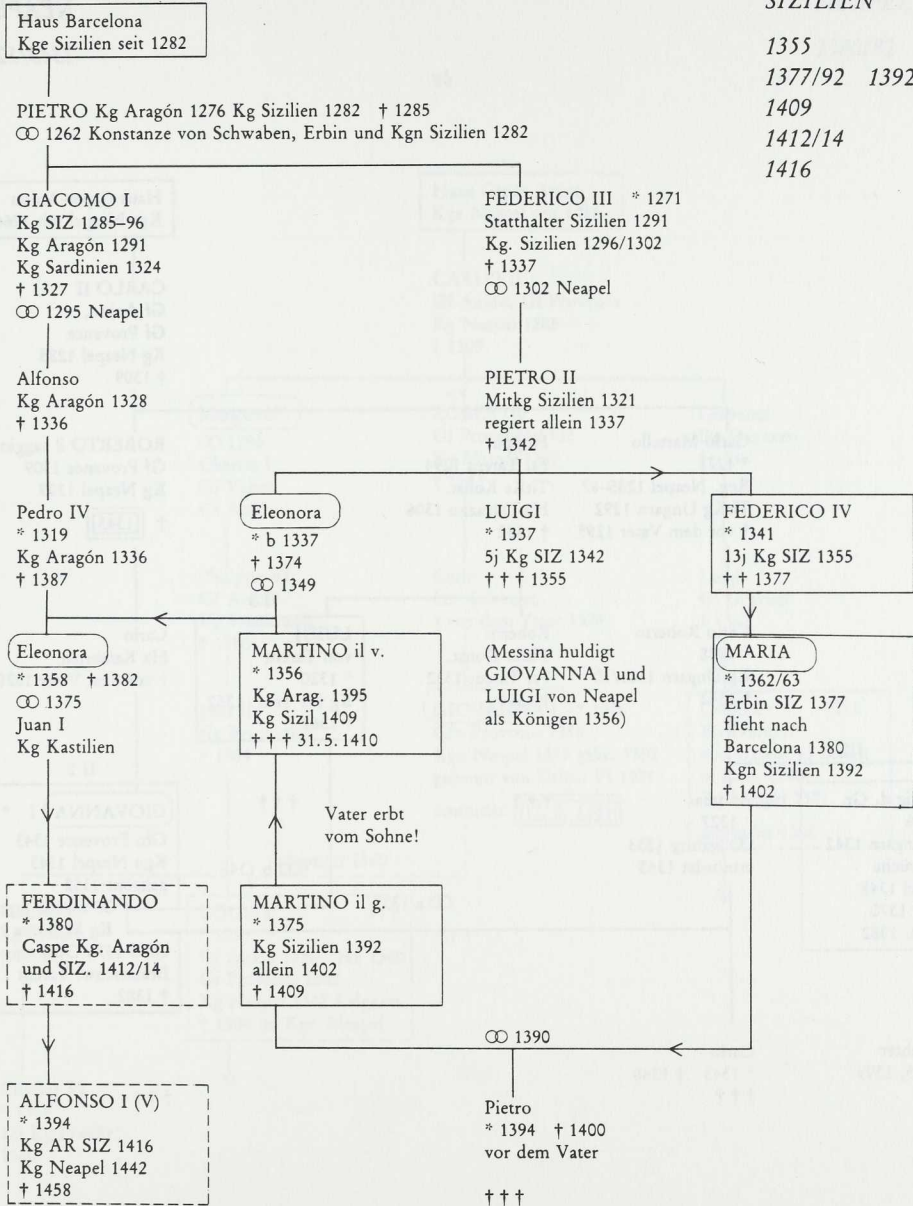 Haus Barcelona
Kge Sizilien seit 1282
SIZILIEN
1355
1377/92 1392
1409
1412/14
1416
PIETRO Kg Aragón 1276 Kg Sizilien 1282 † 1285
∞ 1262 Konstanze von Schwaben, Erbin und Kgn Sizilien 1282
GIACOMO I
Kg SIZ 1285–96
Kg Aragón 1291
Kg Sardinien 1324
† 1327
∞ 1295 Neapel
FEDERICO III * 1271
Statthalter Sizilien 1291
Kg. Sizilien 1296/1302
† 1337
∞ 1302 Neapel
Alfonso
Kg Aragón 1328
† 1336
PIETRO II
Mitkg Sizilien 1321
regiert allein 1337
† 1342
Pedro IV
* 1319
Kg Aragón 1336
† 1387
Eleonora
* b 1337
† 1374
∞ 1349
LUIGI
* 1337
5j Kg SIZ 1342
† † † 1355
FEDERICO IV
* 1341
13j Kg SIZ 1355
† † 1377
Eleonora
* 1358 † 1382
∞ 1375
Juan I
Kg Kastilien
MARTINO il v.
* 1356
Kg Arag. 1395
Kg Sizil 1409
† † † 31.5.1410
(Messina huldigt
GIOVANNA I und
LUIGI von Neapel
als Königen 1356)
MARIA
* 1362/63
Erbin SIZ 1377
flieht nach
Barcelona 1380
Kgn Sizilien 1392
† 1402
Vater erbt
vom Sohne!
FERDINANDO
* 1380
Caspe Kg. Aragón
und SIZ. 1412/14
† 1416
MARTINO il g.
* 1375
Kg Sizilien 1392
allein 1402
† 1409
∞ 1390
ALFONSO I (V)
* 1394
Kg AR SIZ 1416
Kg Neapel 1442
† 1458
Pietro
* 1394 † 1400
vor dem Vater
† † †